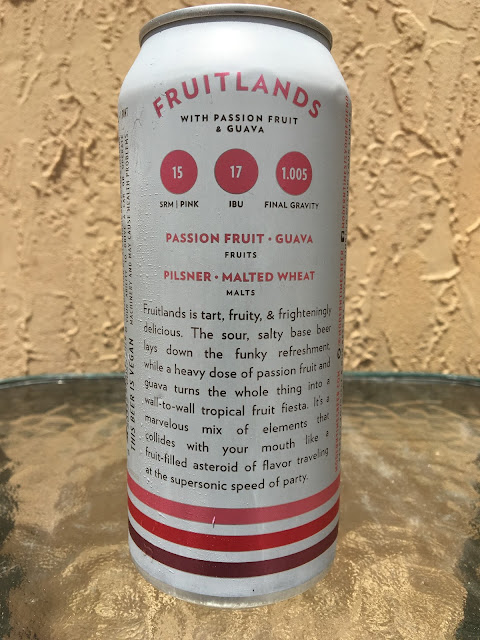 FRUITLANDS
WITH PASSION FRUIT
& GUAVA
15
17
1.005
SRM | PINK
IBU
FINAL GRAVITY
PASSION FRUIT • GUAVA
FRUITS
PILSNER • MALTED WHEAT
MALTS
Fruitlands is tart, fruity, & frighteningly
delicious. The sour, salty base beer
lays down the funky refreshment,
while a heavy dose of passion fruit and
guava turns the whole thing into a
wall-to-wall tropical fruit fiesta. It's a
marvelous mix of elements that
collides with your mouth like a
fruit-filled asteroid of flavor traveling
at the supersonic speed of party.
MACHINERY AND MAY CAUSE HEALTH PROBLEMS.
THIS BEER IS VEGAN